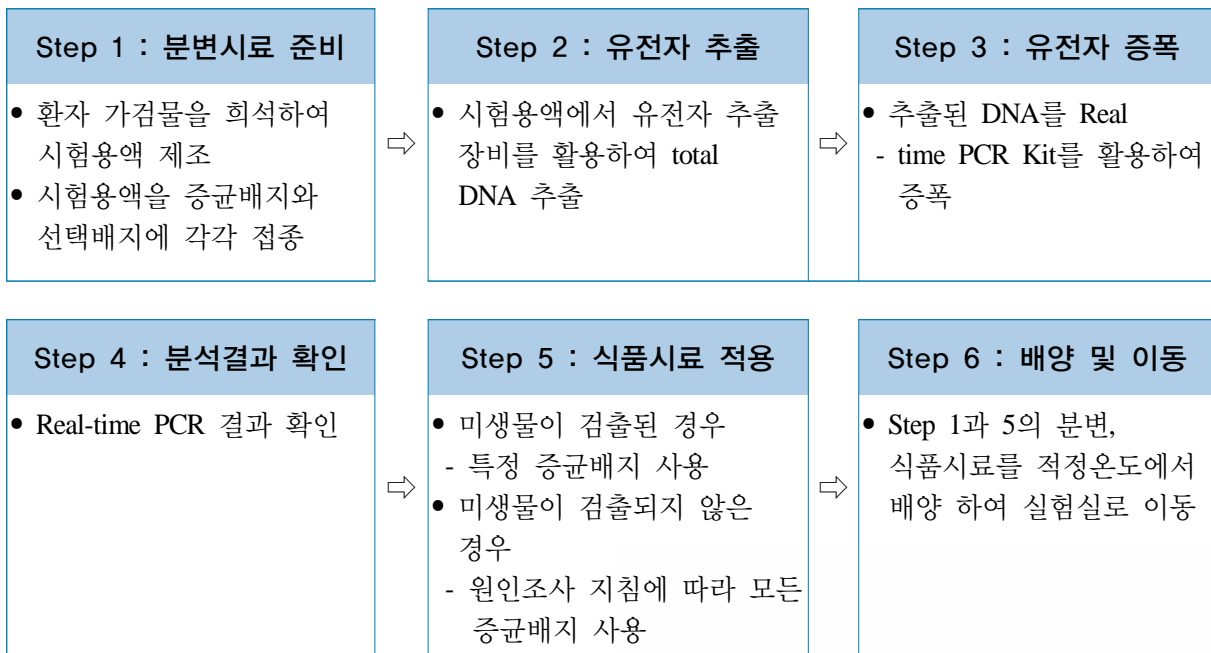 Step 1 : 분변시료 준비
• 환자 가검물을 희석하여
시험용액 제조
• 시험용액을 증균배지와
선택배지에 각각 접종
⇨
Step 2 : 유전자 추출
• 시험용액에서 유전자 추출
장비를 활용하여 total
DNA 추출
⇨
Step 3 : 유전자 증폭
• 추출된 DNA를 Real
- time PCR Kit를 활용하여
증폭
Step 4 : 분석결과 확인
• Real-time PCR 결과 확인
⇨
Step 5 : 식품시료 적용
• 미생물이 검출된 경우
- 특정 증균배지 사용
• 미생물이 검출되지 않은
경우
- 원인조사 지침에 따라 모든
증균배지 사용
⇨
Step 6 : 배양 및 이동
• Step 1과 5의 분변,
식품시료를 적정온도에서
배양 하여 실험실로 이동